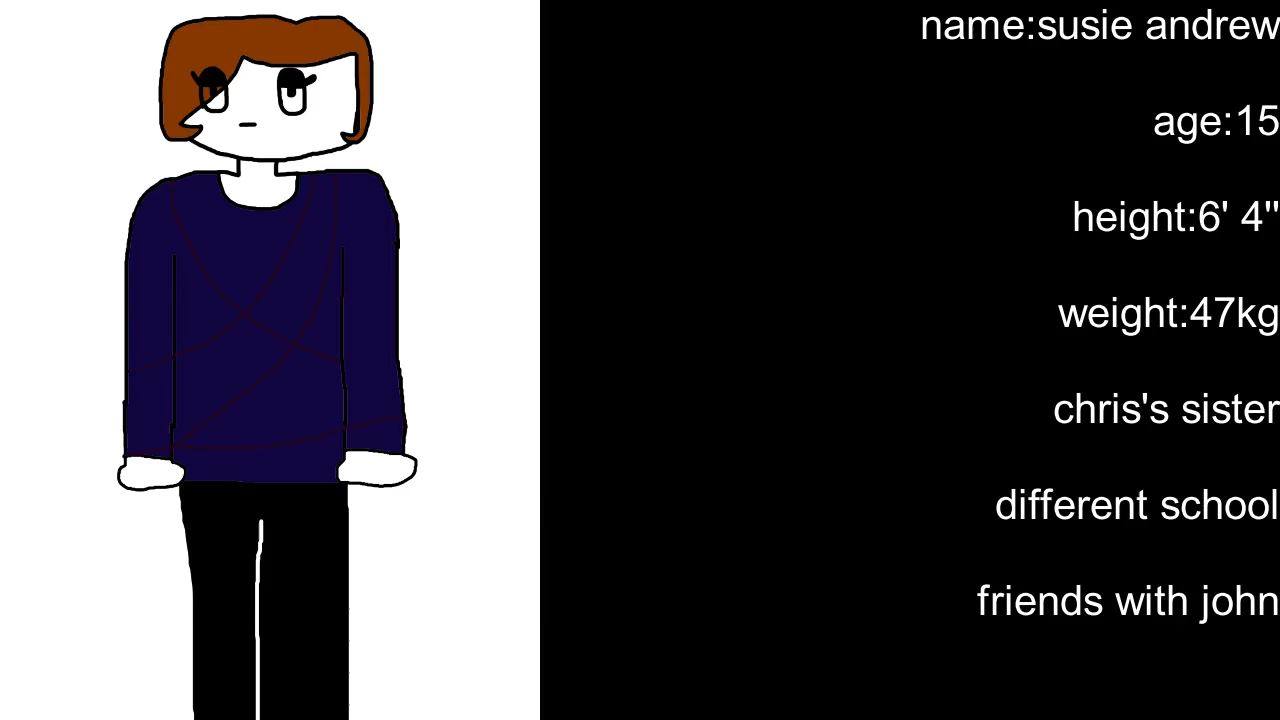 name:susie andrew
age:15
height:6' 4"
weight:47kg
chris's sister
different school
friends with john